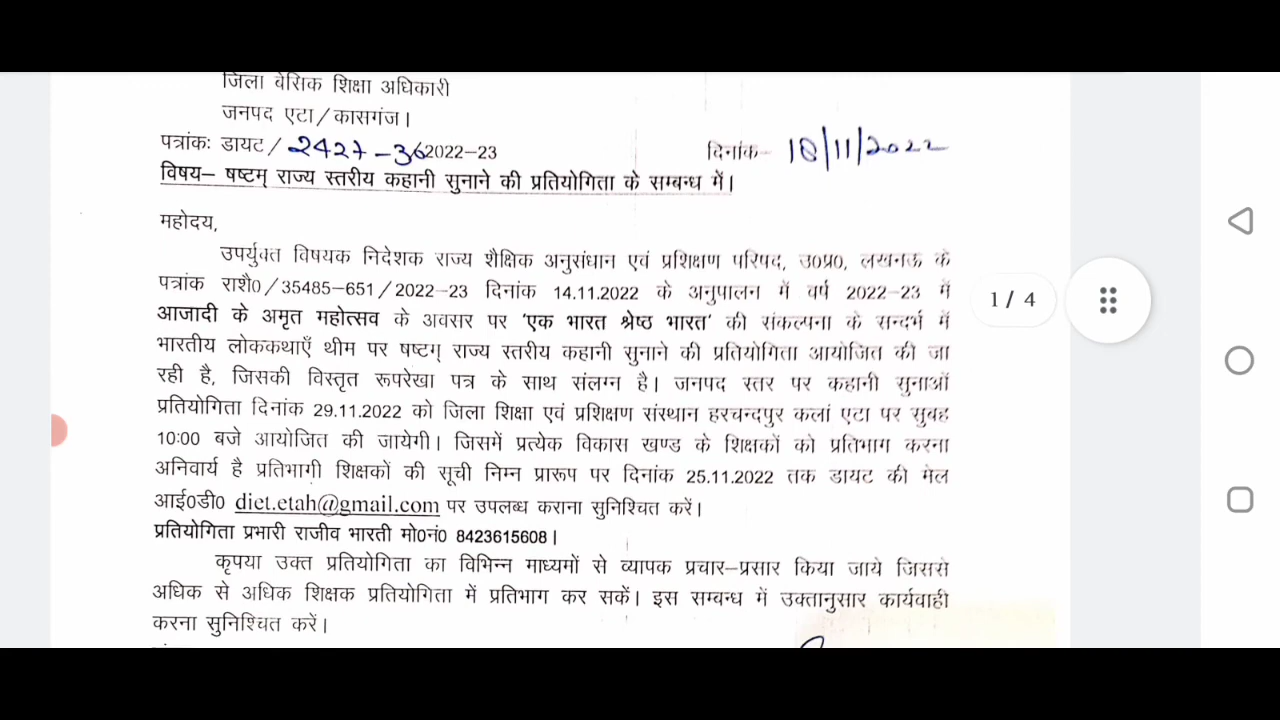 जिला बेसिक शिक्षा अधिकारी
जनपद एटा/कासगंज।
पत्रांकः डायट/2427-36/2022-23 दिनांक- 18/11/2022
विषय– षष्टम् राज्य स्तरीय कहानी सुनाने की प्रतियोगिता के सम्बन्ध में।
महोदय,
उपर्युक्त विषयक निदेशक राज्य शैक्षिक अनुसंधान एवं प्रशिक्षण परिषद, उ0प्र0, लखनऊ के
पत्रांक राशै0/35485-651/2022-23 दिनांक 14.11.2022 के अनुपालन में वर्ष 2022-23 में
आजादी के अमृत महोत्सव के अवसर पर 'एक भारत श्रेष्ठ भारत' की संकल्पना के सन्दर्भ में
भारतीय लोककथाएँ थीम पर षष्टम् राज्य स्तरीय कहानी सुनाने की प्रतियोगिता आयोजित की जा
रही है, जिसकी विस्तृत रूपरेखा पत्र के साथ संलग्न है। जनपद स्तर पर कहानी सुनाओं
प्रतियोगिता दिनांक 29.11.2022 को जिला शिक्षा एवं प्रशिक्षण संस्थान हरचन्दपुर कलां एटा पर सुबह
10:00 बजे आयोजित की जायेगी। जिसमें प्रत्येक विकास खण्ड के शिक्षकों को प्रतिभाग करना
अनिवार्य है प्रतिभागी शिक्षकों की सूची निम्न प्रारूप पर दिनांक 25.11.2022 तक डायट की मेल
आई0डी0 diet.etah@gmail.com पर उपलब्ध कराना सुनिश्चित करें।
प्रतियोगिता प्रभारी राजीव भारती मो0नं0 8423615608।
कृपया उक्त प्रतियोगिता का विभिन्न माध्यमों से व्यापक प्रचार–प्रसार किया जाये जिससे
अधिक से अधिक शिक्षक प्रतियोगिता में प्रतिभाग कर सकें। इस सम्बन्ध में उक्तानुसार कार्यवाही
करना सुनिश्चित करें।
1 / 4